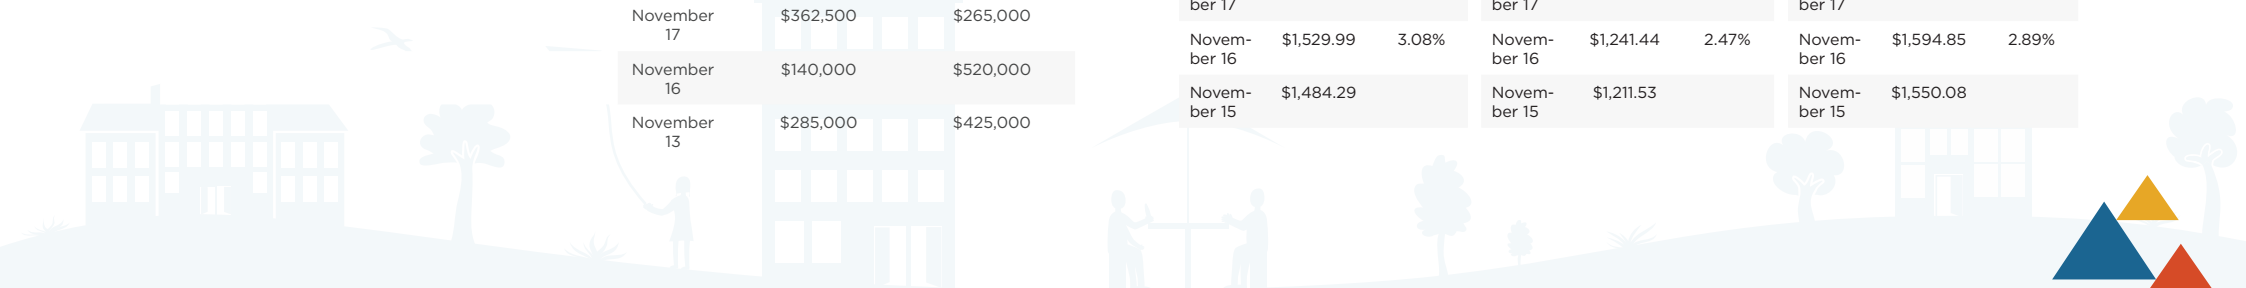 November $362,500 $265,000
17
November $140,000 $520,000
16
November $285,000 $425,000
13
ber 17
Novem- $1,529.99 3.08%
ber 16
Novem- $1,484.29
ber 15
ber 17
Novem- $1,241.44 2.47%
ber 16
Novem- $1,211.53
ber 15
ber 17
Novem- $1,594.85 2.89%
ber 16
Novem- $1,550.08
ber 15